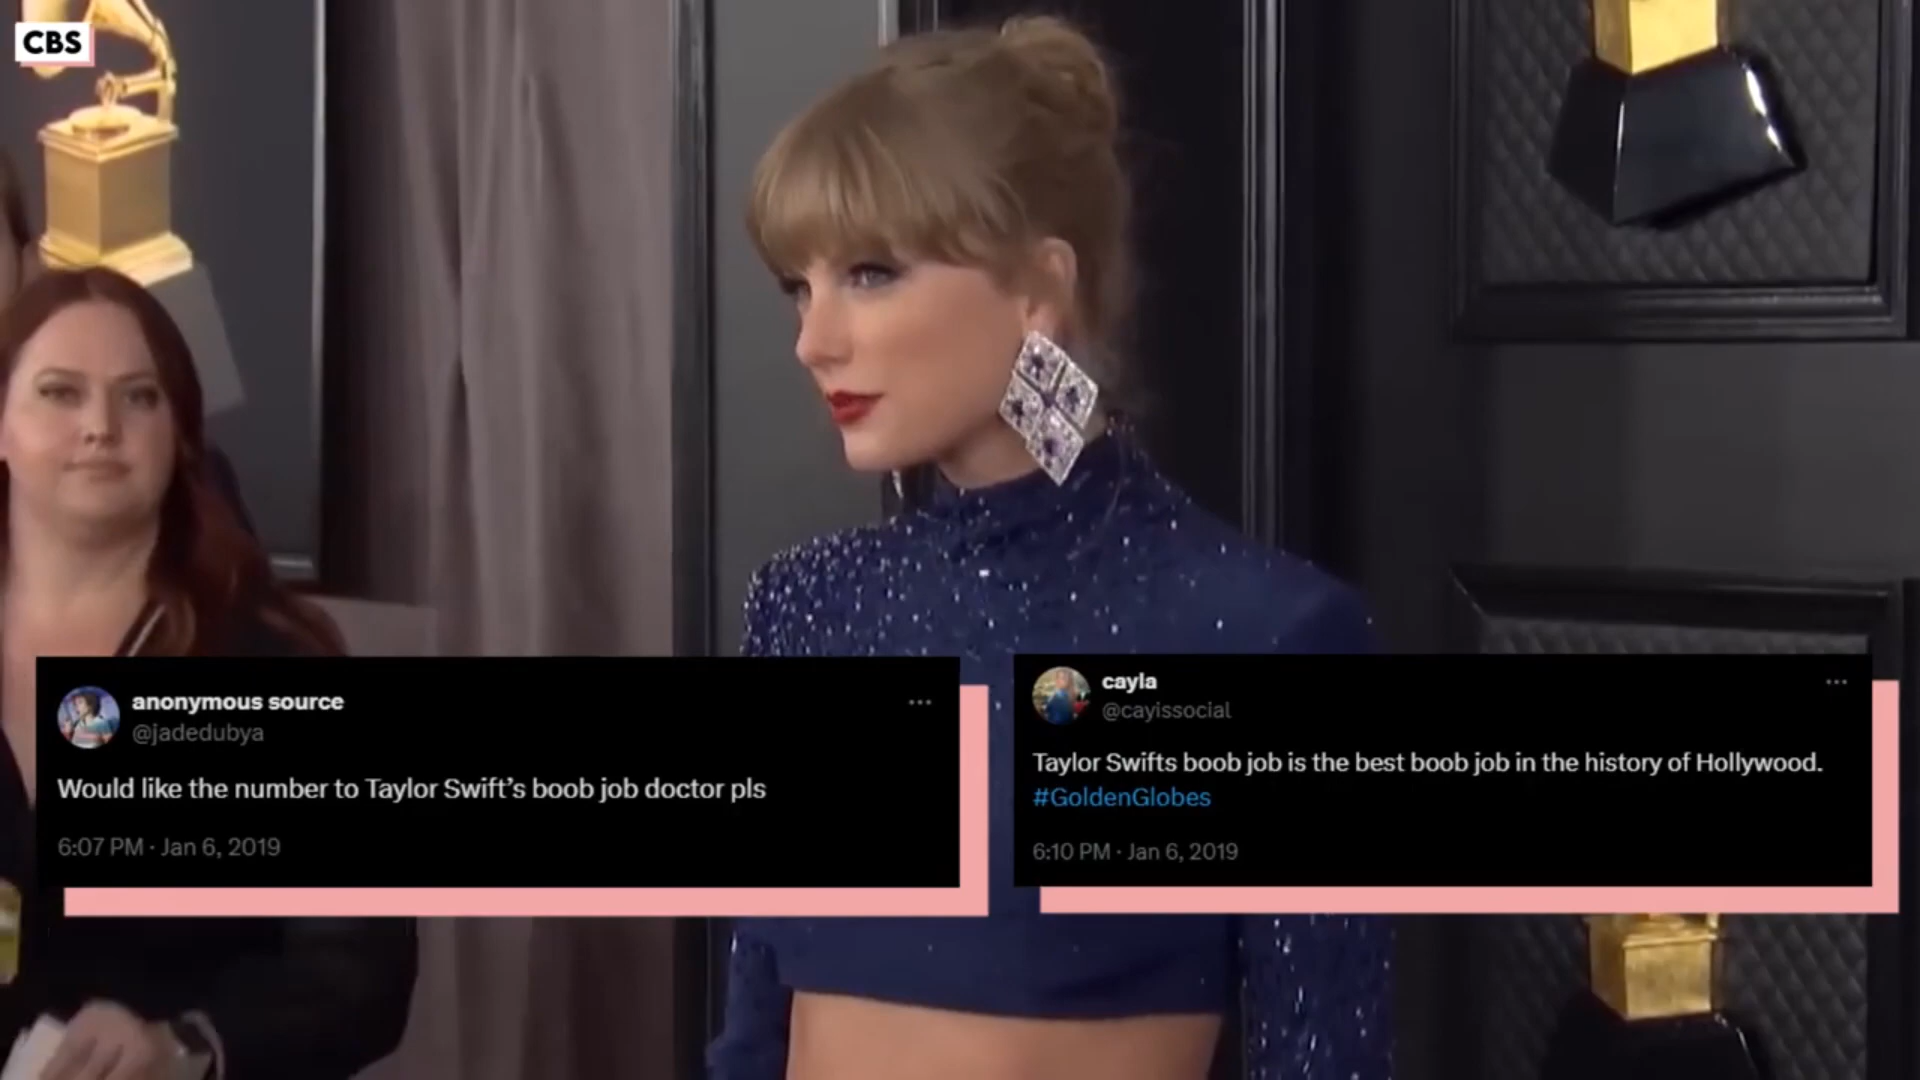 CBS
anonymous source
@jadedubya
Would like the number to Taylor Swift’s boob job doctor pls
6:07 PM · Jan 6, 2019
cayla
@cayissocial
Taylor Swifts boob job is the best boob job in the history of Hollywood.
#GoldenGlobes
6:10 PM · Jan 6, 2019